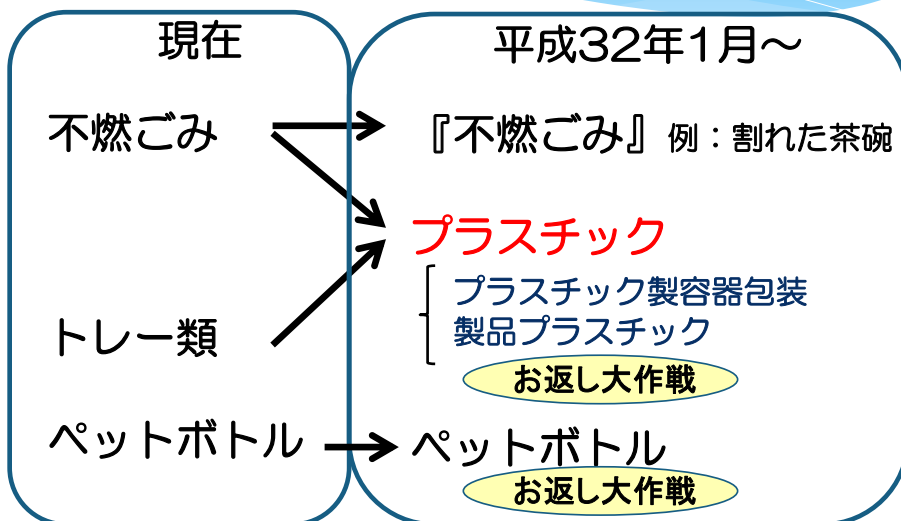 現在
不燃ごみ
トレー類
ペットボトル
平成32年1月～
『不燃ごみ』例：割れた茶碗
プラスチック
プラスチック製容器包装
製品プラスチック
お返し大作戦
ペットボトル
お返し大作戦